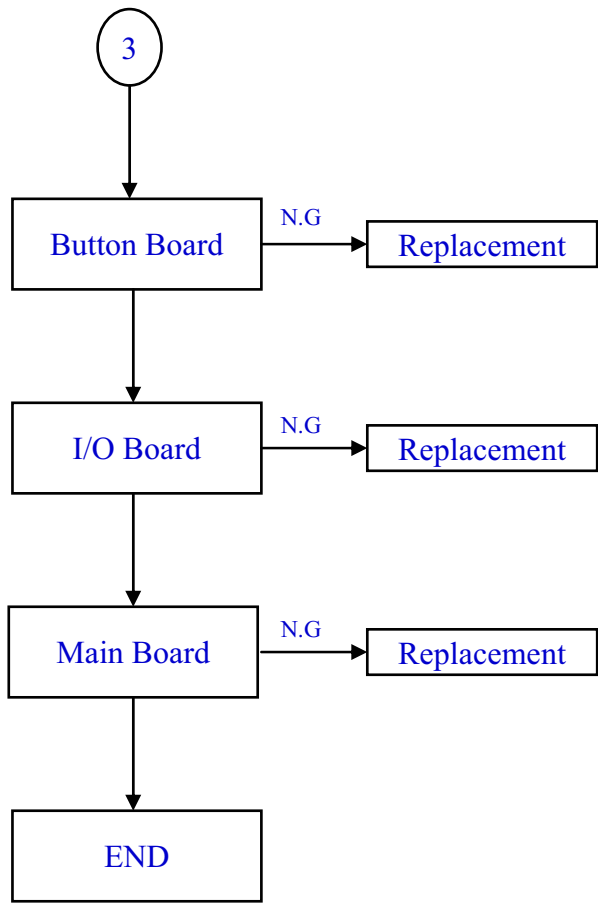 3
Button Board
N.G
Replacement
I/O Board
N.G
Replacement
Main Board
N.G
Replacement
END